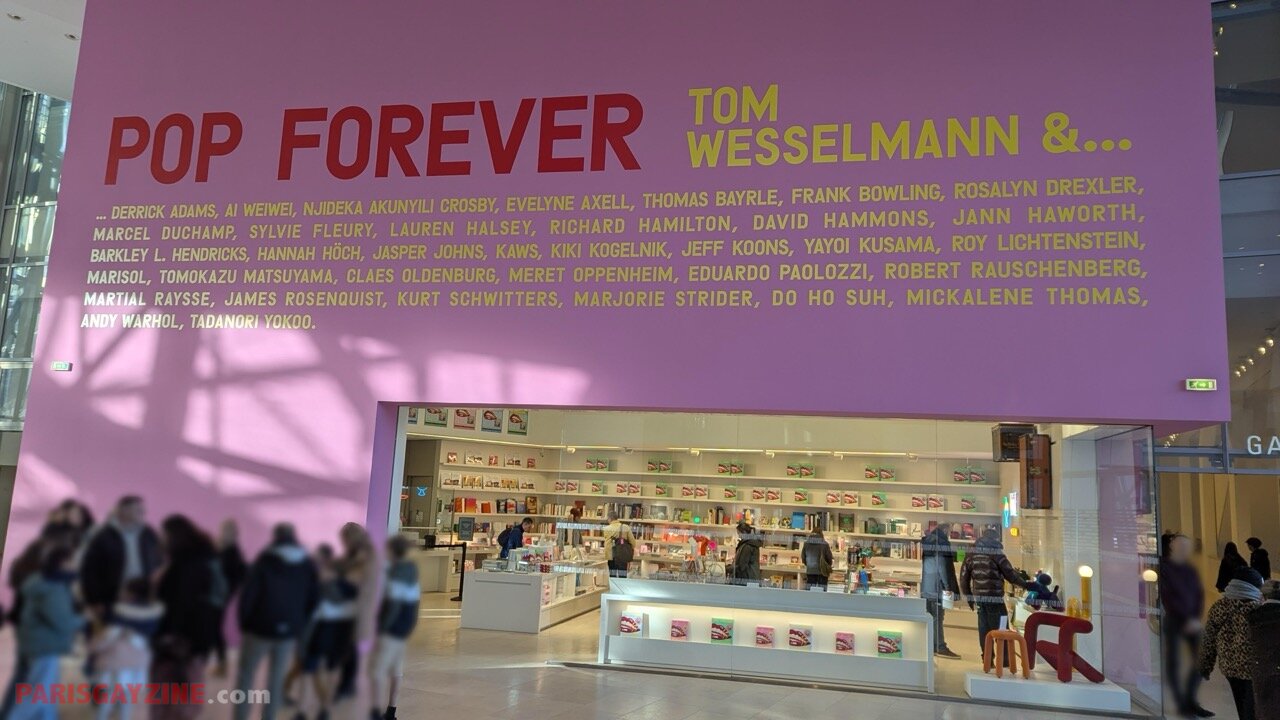 POP FOREVER
TOM
WESSELMANN &...
... DERRICK ADAMS, AI WEIWEI, NJIDEKA AKUNYILI CROSBY, EVELYNE AXELL, THOMAS BAYRLE, FRANK BOWLING, ROSALYN DREXLER,
MARCEL DUCHAMP, SYLVIE FLEURY, LAUREN HALSEY, RICHARD HAMILTON, DAVID HAMMONS, JANN HAWORTH,
BARKLEY L. HENDRICKS, HANNAH HÖCH, JASPER JOHNS, KAWS, KIKI KOGELNIK, JEFF KOONS, YAYOI KUSAMA, ROY LICHTENSTEIN,
MARISOL, TOMOKAZU MATSUYAMA, CLAES OLDENBURG, MERET OPPENHEIM, EDUARDO PAOLOZZI, ROBERT RAUSCHENBERG,
MARTIAL RAYSSE, JAMES ROSENQUIST, KURT SCHWITTERS, MARJORIE STRIDER, DO HO SUH, MICKALENE THOMAS,
ANDY WARHOL, TADANORI YOKOO.
GA
PARISGAYZINE.com